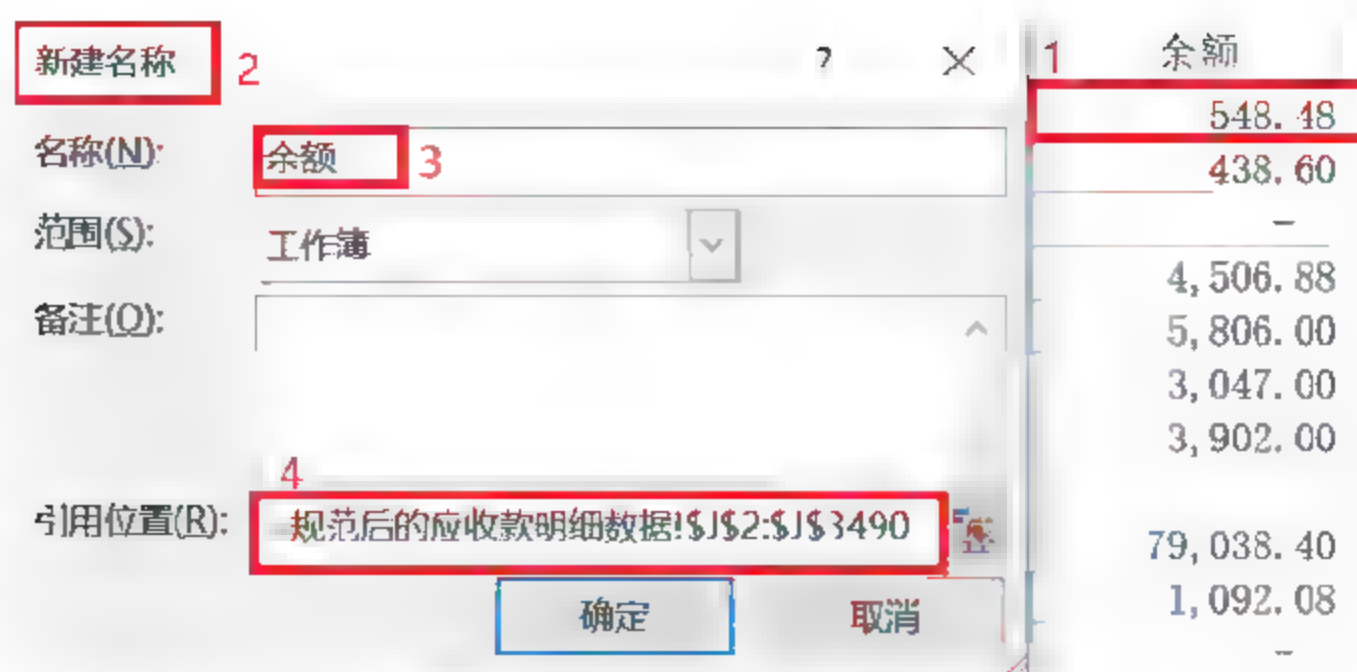 新建名称 2 ?
名称(N): 余额 3
范围(S): 工作簿
备注(O):
4
引用位置(R): 规范后的应收款明细数据!$J$2:$J$3490
确定 取消
1 余额
548.48
438.60
-
4,506.88
5,806.00
3,047.00
3,902.00
79,038.40
1,092.08
-